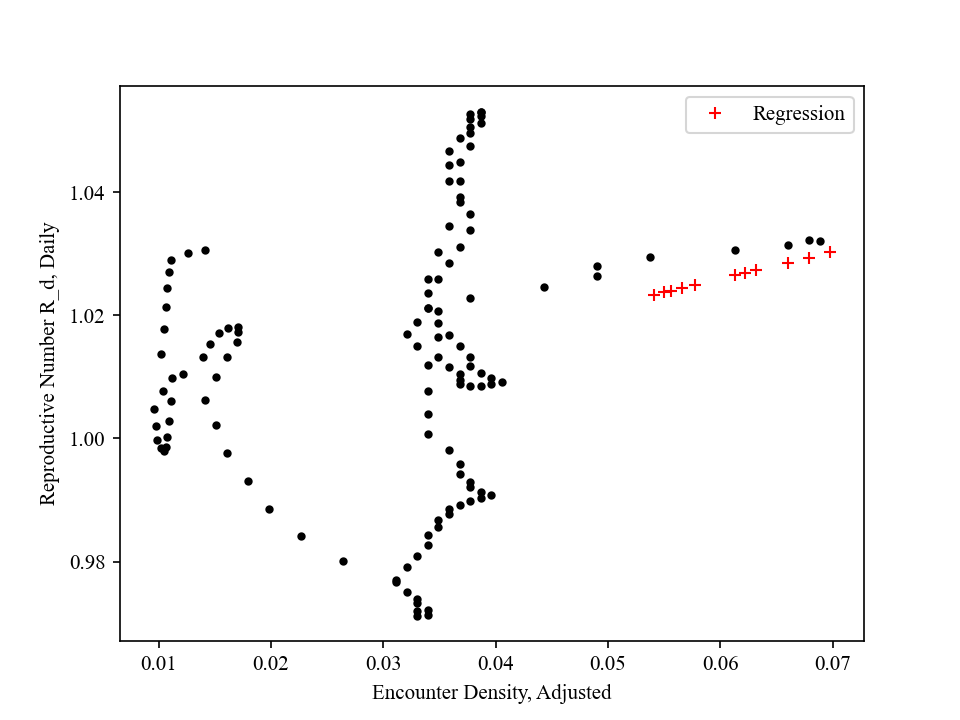 Regression
1.04
1.02
1.00
0.98
Reproductive Number R_d, Daily
0.01 0.02 0.03 0.04 0.05 0.06 0.07
Encounter Density, Adjusted